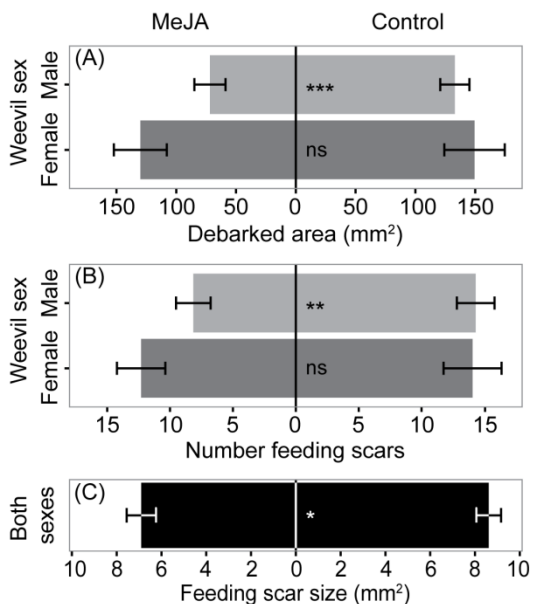 MeJA Control
(A)
Weevil sex
Female Male
***
ns
150 100 50 0 50 100 150
Debarked area (mm²)
(B)
Weevil sex
Female Male
**
ns
15 10 5 0 5 10 15
Number feeding scars
(C)
Both
sexes
*
10 8 6 4 2 0 2 4 6 8 10
Feeding scar size (mm²)